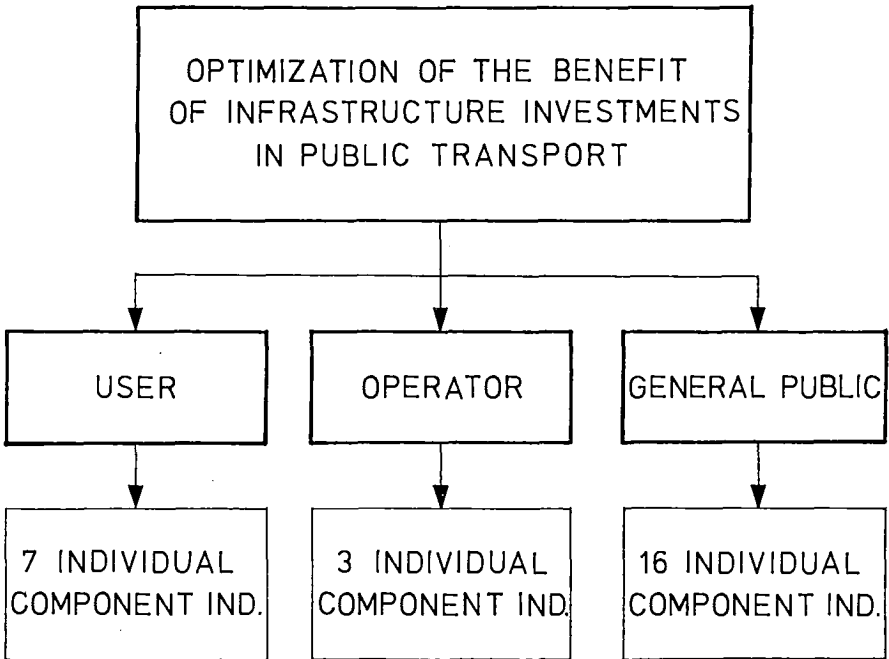 OPTIMIZATION OF THE BENEFIT
OF INFRASTRUCTURE INVESTMENTS
IN PUBLIC TRANSPORT
USER
OPERATOR
GENERAL PUBLIC
7 INDIVIDUAL
COMPONENT IND.
3 INDIVIDUAL
COMPONENT IND.
16 INDIVIDUAL
COMPONENT IND.